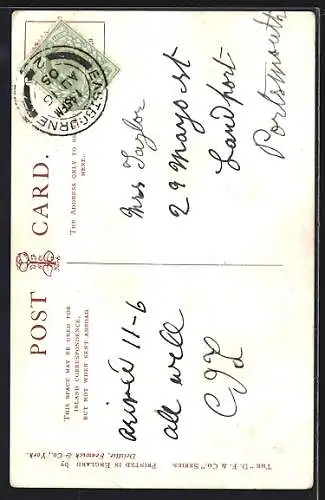 POST CARD.
THIS SPACE MAY BE USED FOR
INLAND CORRESPONDENCE,
BUT NOT WHEN SENT ABROAD.
THE ADDRESS ONLY TO
HERE.
EASTBOURNE
AU
05
2
arrived 11-6
all well
Mrs Taylor
29 Mayo st
Landport
Portsmouth
THE "D. F. & Co." SERIES.
PRINTED IN ENGLAND BY
Delittle, Fenwick & Co., York.